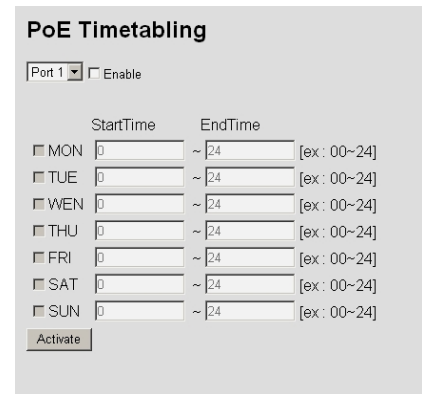 PoE Timetabling
Port 1 Enable
StartTime EndTime
MON 0 ~ 24 [ex : 00~24]
TUE 0 ~ 24 [ex : 00~24]
WEN 0 ~ 24 [ex : 00~24]
THU 0 ~ 24 [ex : 00~24]
FRI 0 ~ 24 [ex : 00~24]
SAT 0 ~ 24 [ex : 00~24]
SUN 0 ~ 24 [ex : 00~24]
Activate